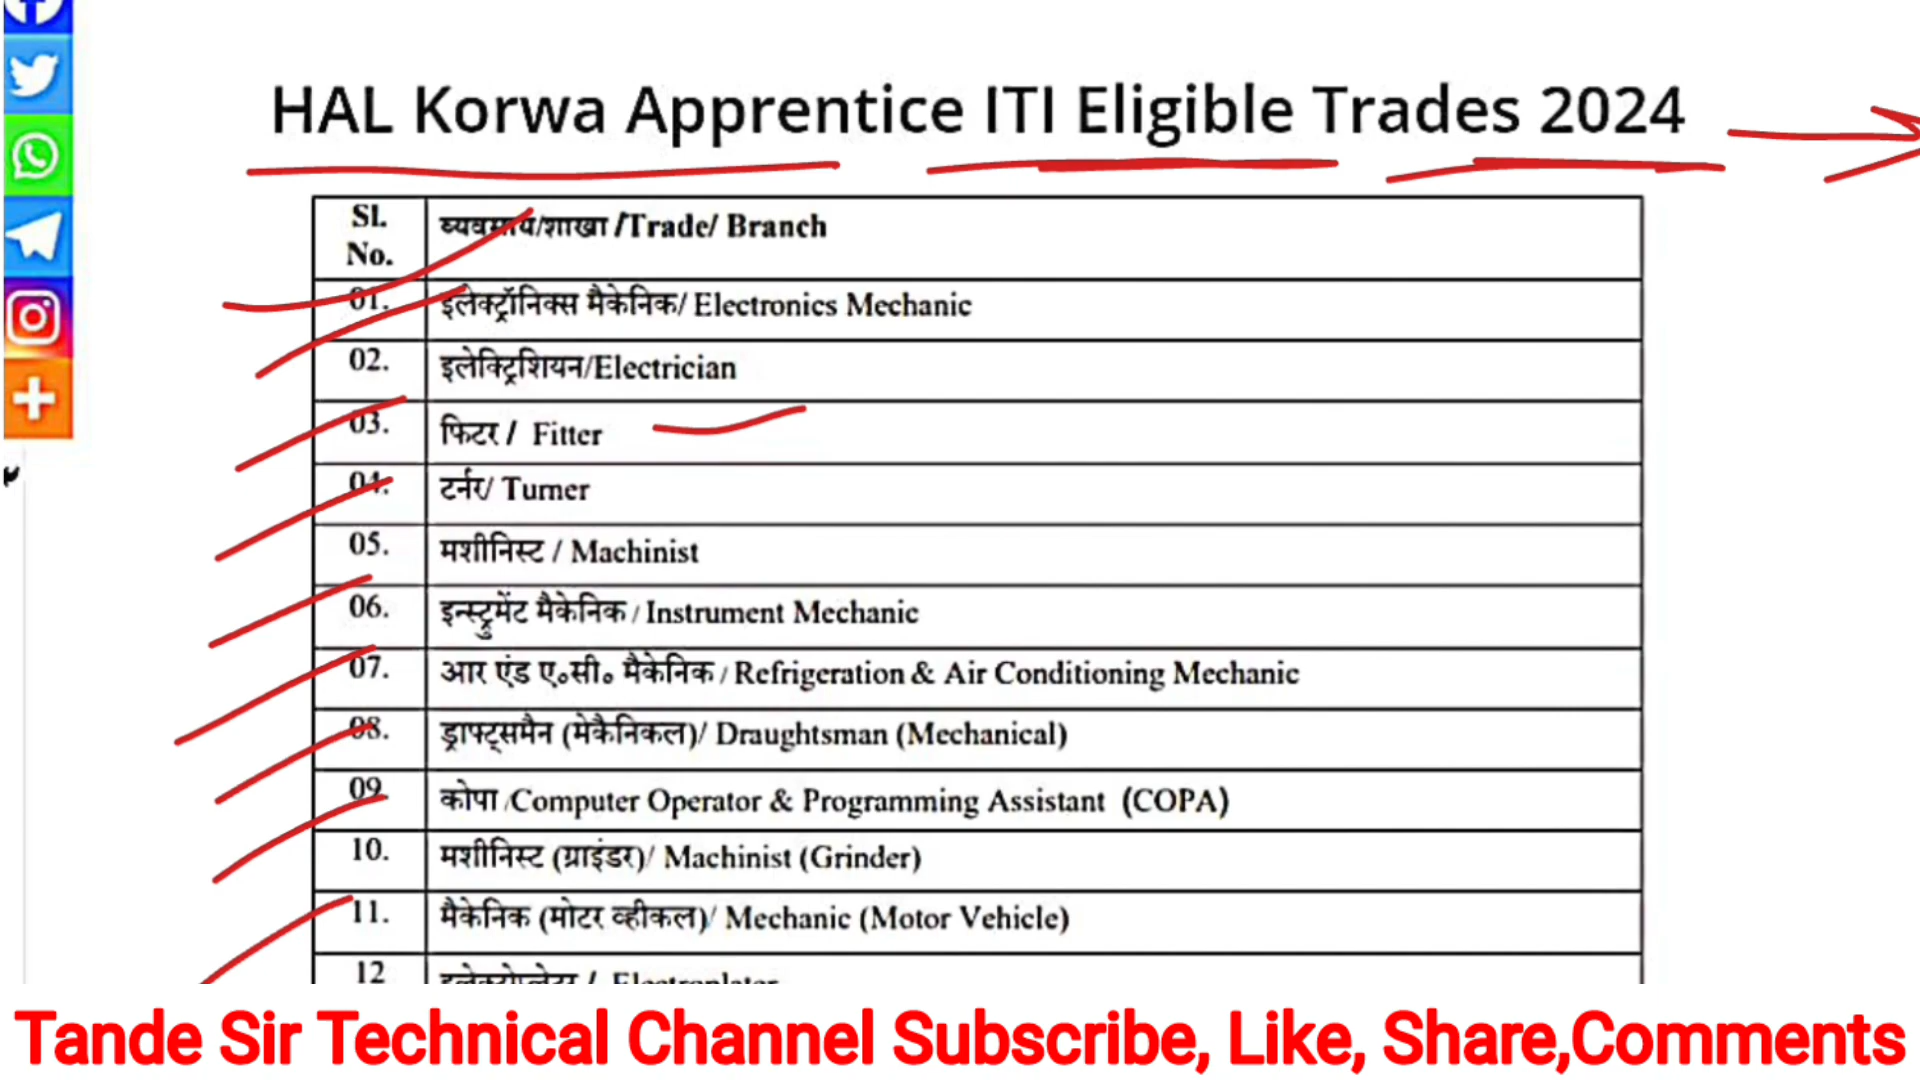 HAL Korwa Apprentice ITI Eligible Trades 2024
Sl. No. व्यवसाय/शाखा /Trade/ Branch
01. इलेक्ट्रॉनिक्स मैकेनिक/ Electronics Mechanic
02. इलेक्ट्रिशियन/Electrician
03. फिटर / Fitter
04. टर्नर/ Turner
05. मशीनिस्ट / Machinist
06. इन्स्ट्रुमेंट मैकेनिक / Instrument Mechanic
07. आर एंड ए॰सी॰ मैकेनिक / Refrigeration & Air Conditioning Mechanic
08. ड्राफ्ट्समैन (मेकैनिकल)/ Draughtsman (Mechanical)
09 कोपा /Computer Operator & Programming Assistant (COPA)
10. मशीनिस्ट (ग्राइंडर)/ Machinist (Grinder)
11. मैकेनिक (मोटर व्हीकल)/ Mechanic (Motor Vehicle)
12 इलेक्ट्रोप्लेटर / Electroplater
Tande Sir Technical Channel Subscribe, Like, Share,Comments